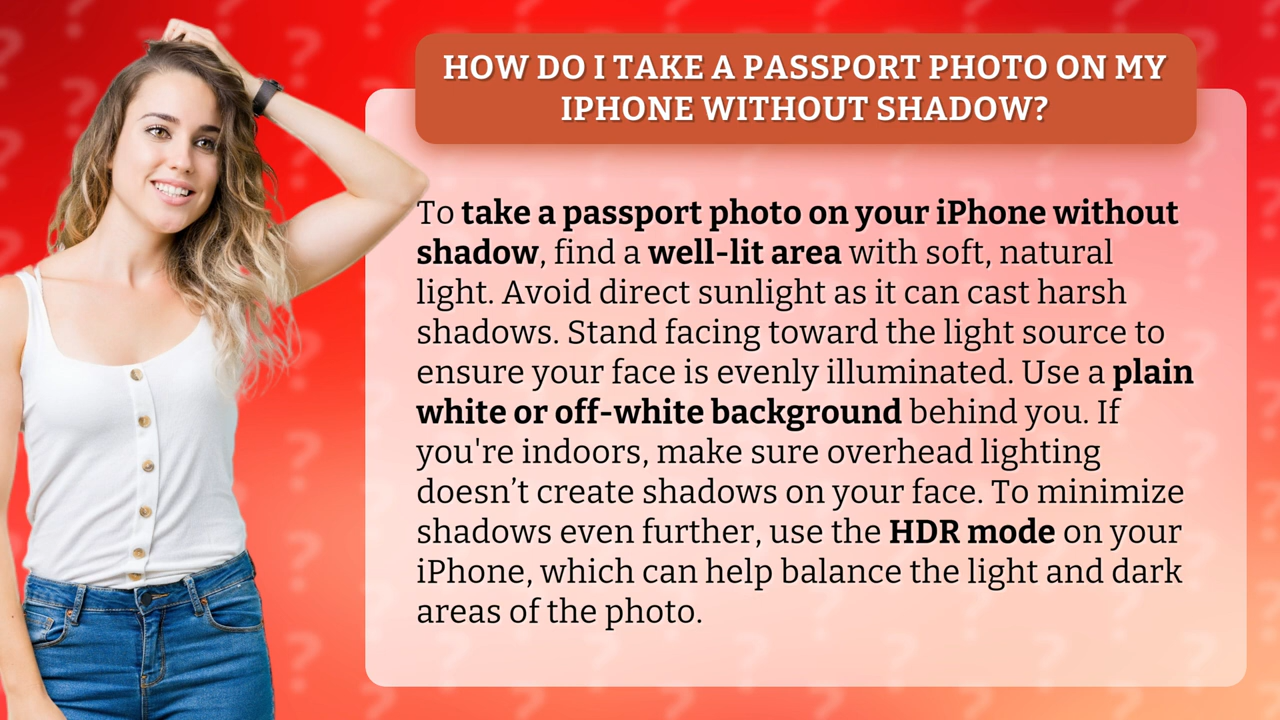 HOW DO I TAKE A PASSPORT PHOTO ON MY
IPHONE WITHOUT SHADOW?
To take a passport photo on your iPhone without
shadow, find a well-lit area with soft, natural
light. Avoid direct sunlight as it can cast harsh
shadows. Stand facing toward the light source to
ensure your face is evenly illuminated. Use a plain
white or off-white background behind you. If
you're indoors, make sure overhead lighting
doesn’t create shadows on your face. To minimize
shadows even further, use the HDR mode on your
iPhone, which can help balance the light and dark
areas of the photo.